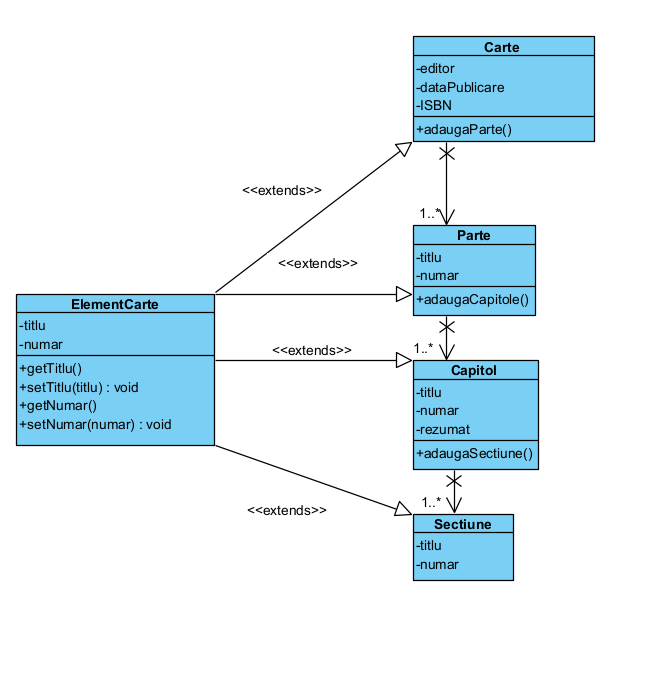 Carte
-editor
-dataPublicare
-ISBN
+adaugaParte()
<<extends>>
1..*
Parte
-titlu
-numar
+adaugaCapitole()
<<extends>>
ElementCarte
-titlu
-numar
+getTitlu()
+setTitlu(titlu) : void
+getNumar()
+setNumar(numar) : void
<<extends>>
1..*
Capitol
-titlu
-numar
-rezumat
+adaugaSectiune()
<<extends>>
1..*
Sectiune
-titlu
-numar